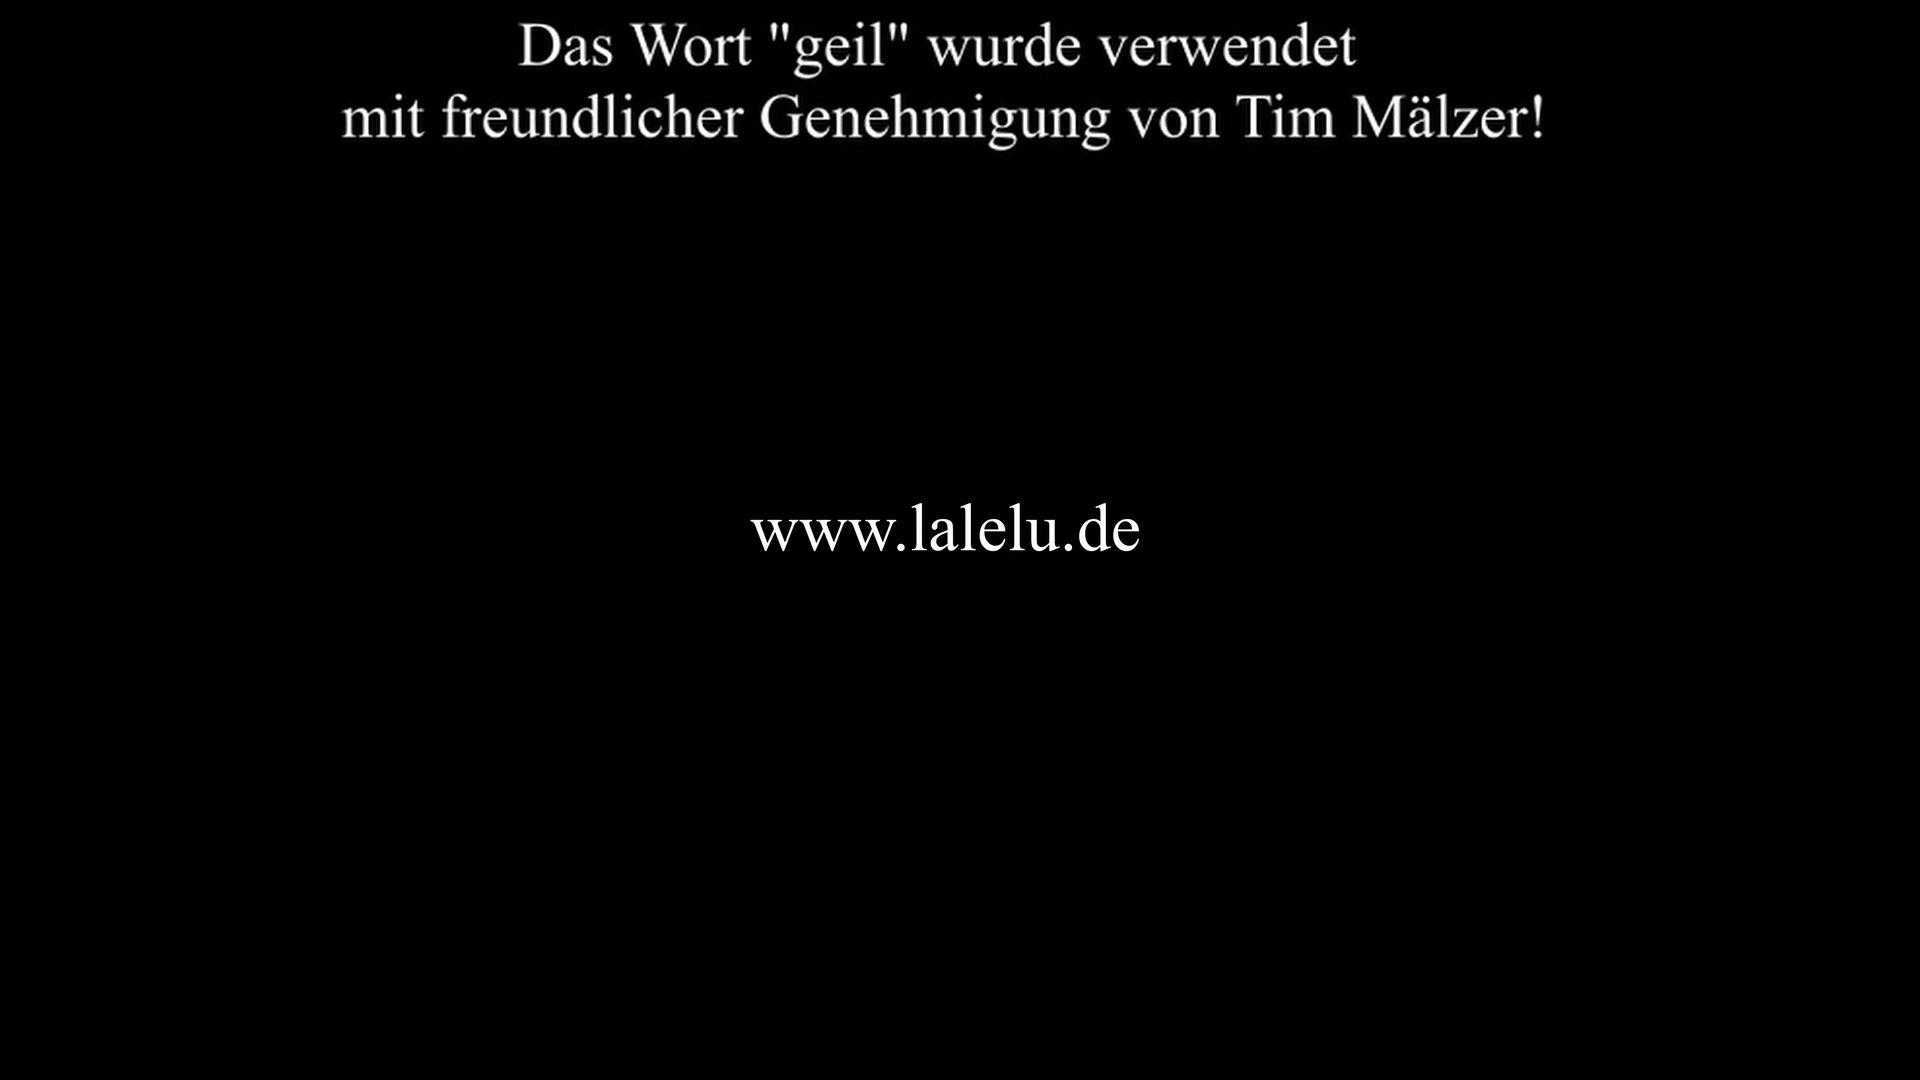 Das Wort "geil" wurde verwendet
mit freundlicher Genehmigung von Tim Mälzer!
www.lalelu.de